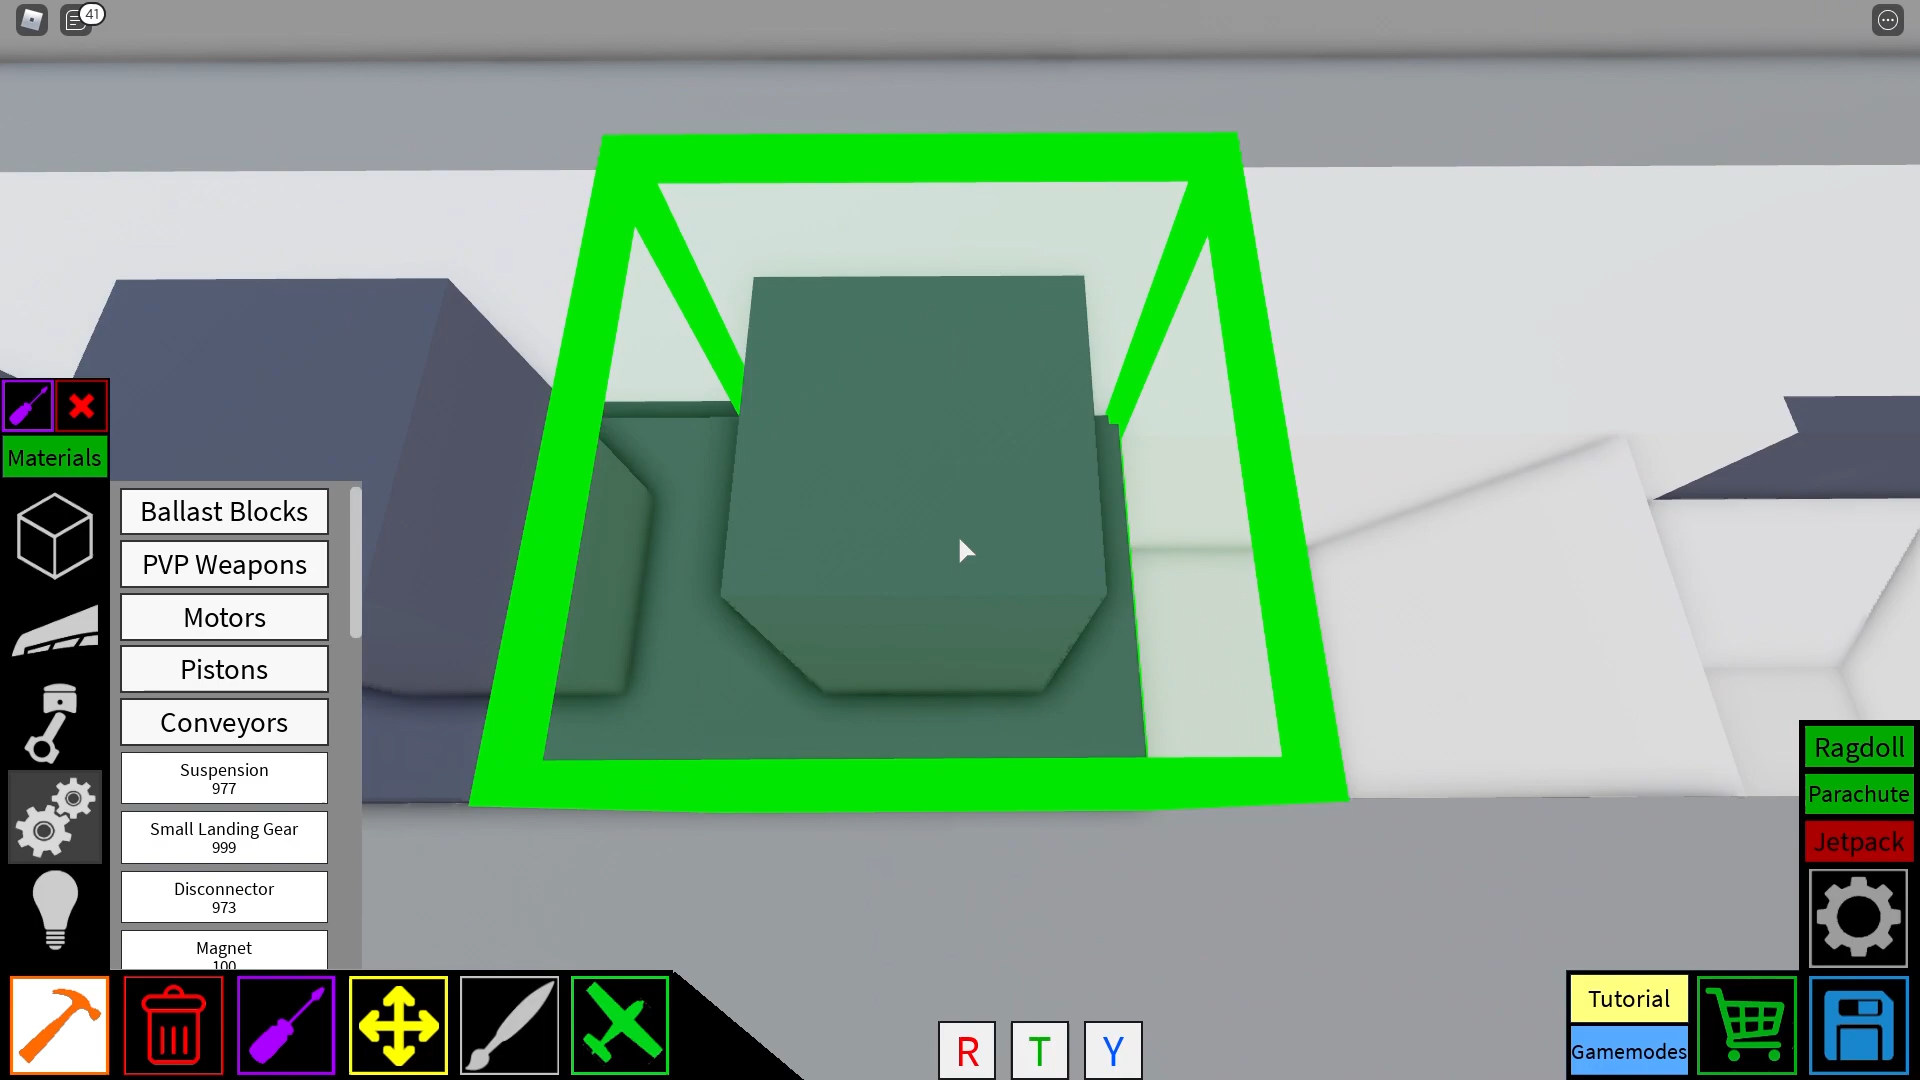 41
Materials
Ballast Blocks
PVP Weapons
Motors
Pistons
Conveyors
Suspension
977
Small Landing Gear
999
Disconnector
973
Magnet
100
Ragdoll
Parachute
Jetpack
Tutorial
Gamemodes
R T Y